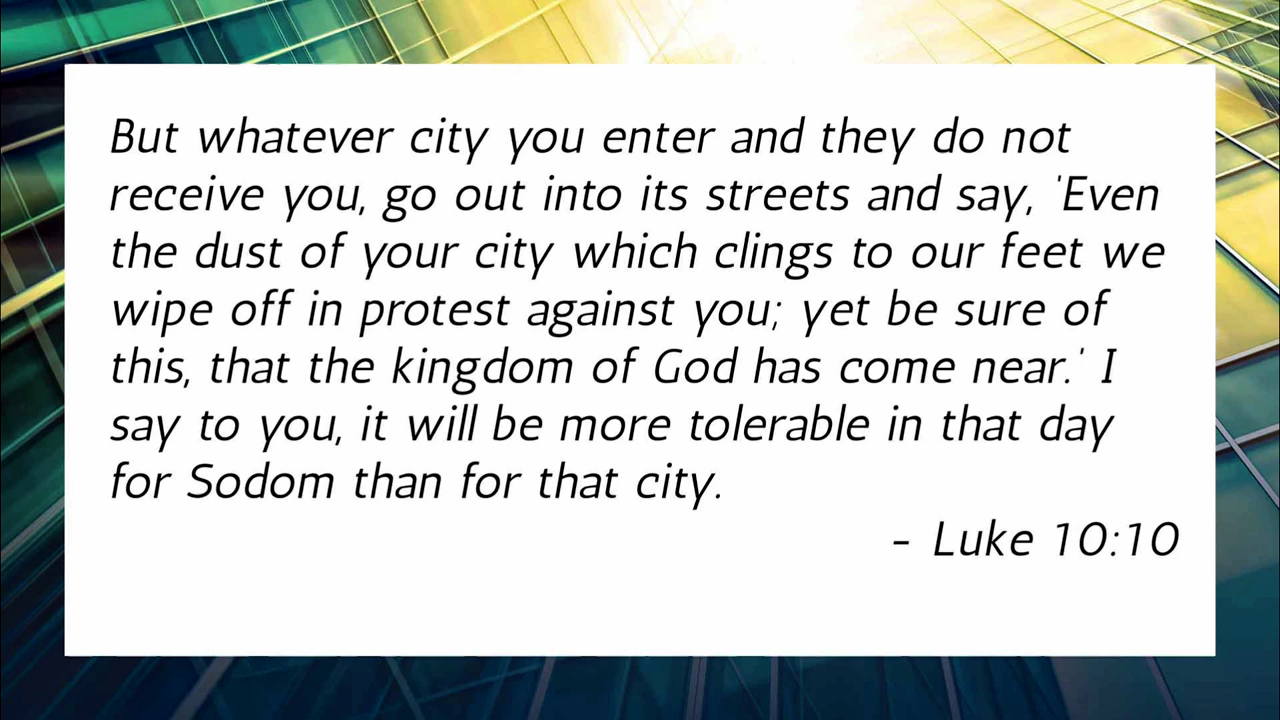 But whatever city you enter and they do not
receive you, go out into its streets and say, 'Even
the dust of your city which clings to our feet we
wipe off in protest against you; yet be sure of
this, that the kingdom of God has come near.' I
say to you, it will be more tolerable in that day
for Sodom than for that city.
- Luke 10:10